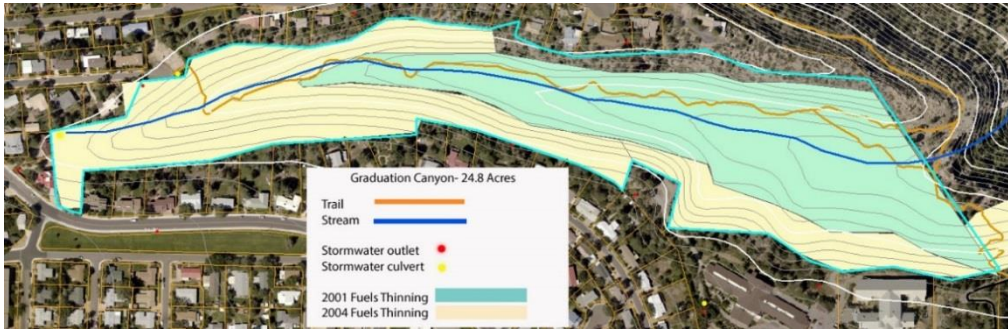 Graduation Canyon- 24.8 Acres
Trail
Stream
Stormwater outlet
Stormwater culvert
2001 Fuels Thinning
2004 Fuels Thinning